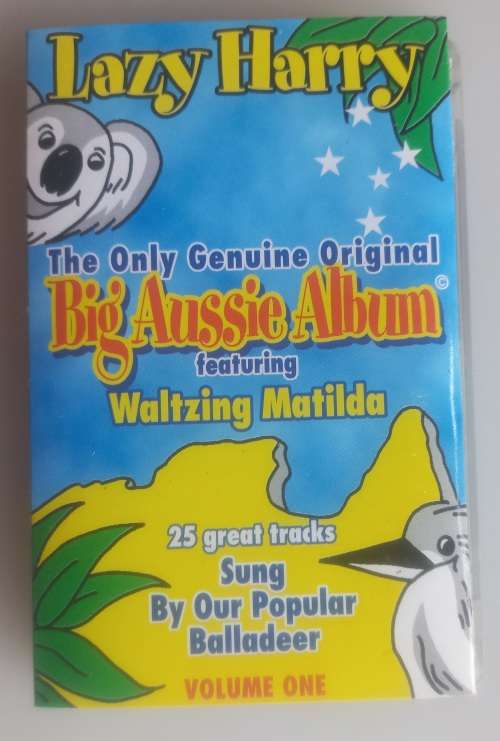 Lazy Harry
The Only Genuine Original
Big Aussie Album ©
featuring
Waltzing Matilda
25 great tracks
Sung
By Our Popular
Balladeer
VOLUME ONE